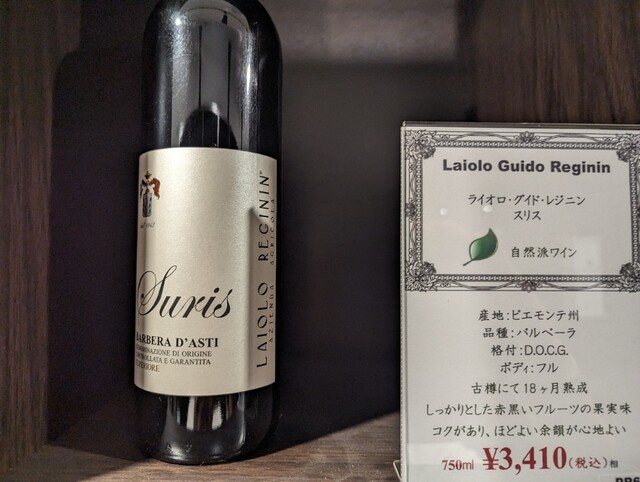 Suris
BARBERA D'ASTI
DENOMINAZIONE DI ORIGINE
CONTROLLATA E GARANTITA
SUPERIORE
LAIOLO REGININ
AZIENDA AGRICOLA
Laiolo Guido Reginin
ライオロ・グイド・レジニン
スリス
自然派ワイン
産地:ピエモンテ州
品種:バルベーラ
格付:D.O.C.G.
ボディ:フル
古樽にて18ヶ月熟成
しっかりとした赤黒いフルーツの果実味
コクがあり、ほどよい余韻が心地よい
750ml ¥3,410(税込)相